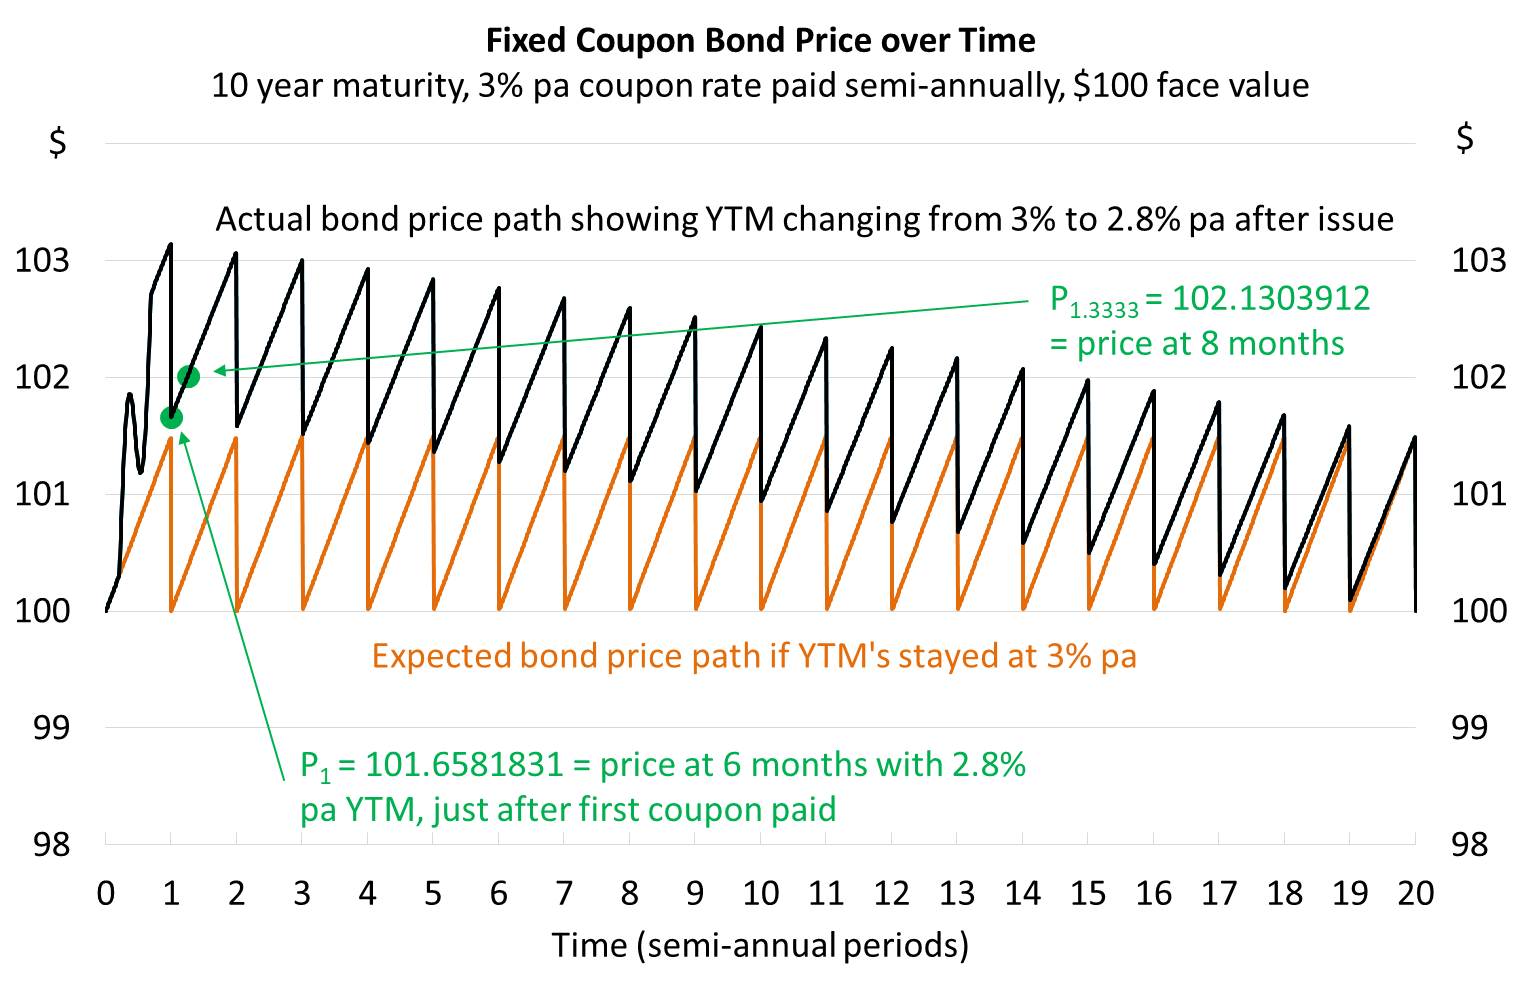 Fixed Coupon Bond Price over Time
10 year maturity, 3% pa coupon rate paid semi-annually, $100 face value
$ $
Actual bond price path showing YTM changing from 3% to 2.8% pa after issue
103 103
P1.3333 = 102.1303912
= price at 8 months
102 102
101 101
100 100
Expected bond price path if YTM's stayed at 3% pa
99 99
P1 = 101.6581831 = price at 6 months with 2.8%
pa YTM, just after first coupon paid
98 98
0 1 2 3 4 5 6 7 8 9 10 11 12 13 14 15 16 17 18 19 20
Time (semi-annual periods)